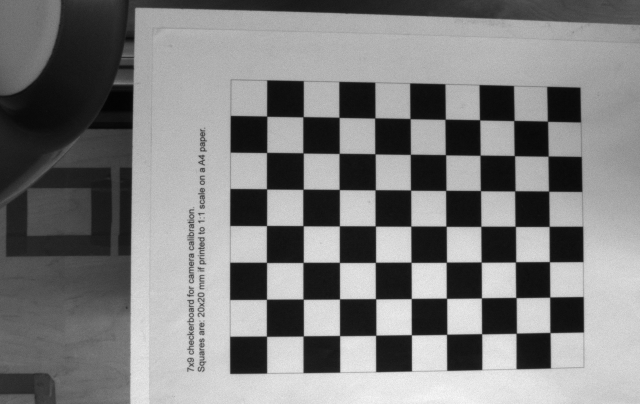 7x9 checkerboard for camera calibration.
Squares are: 20x20 mm if printed to 1:1 scale on a A4 paper.